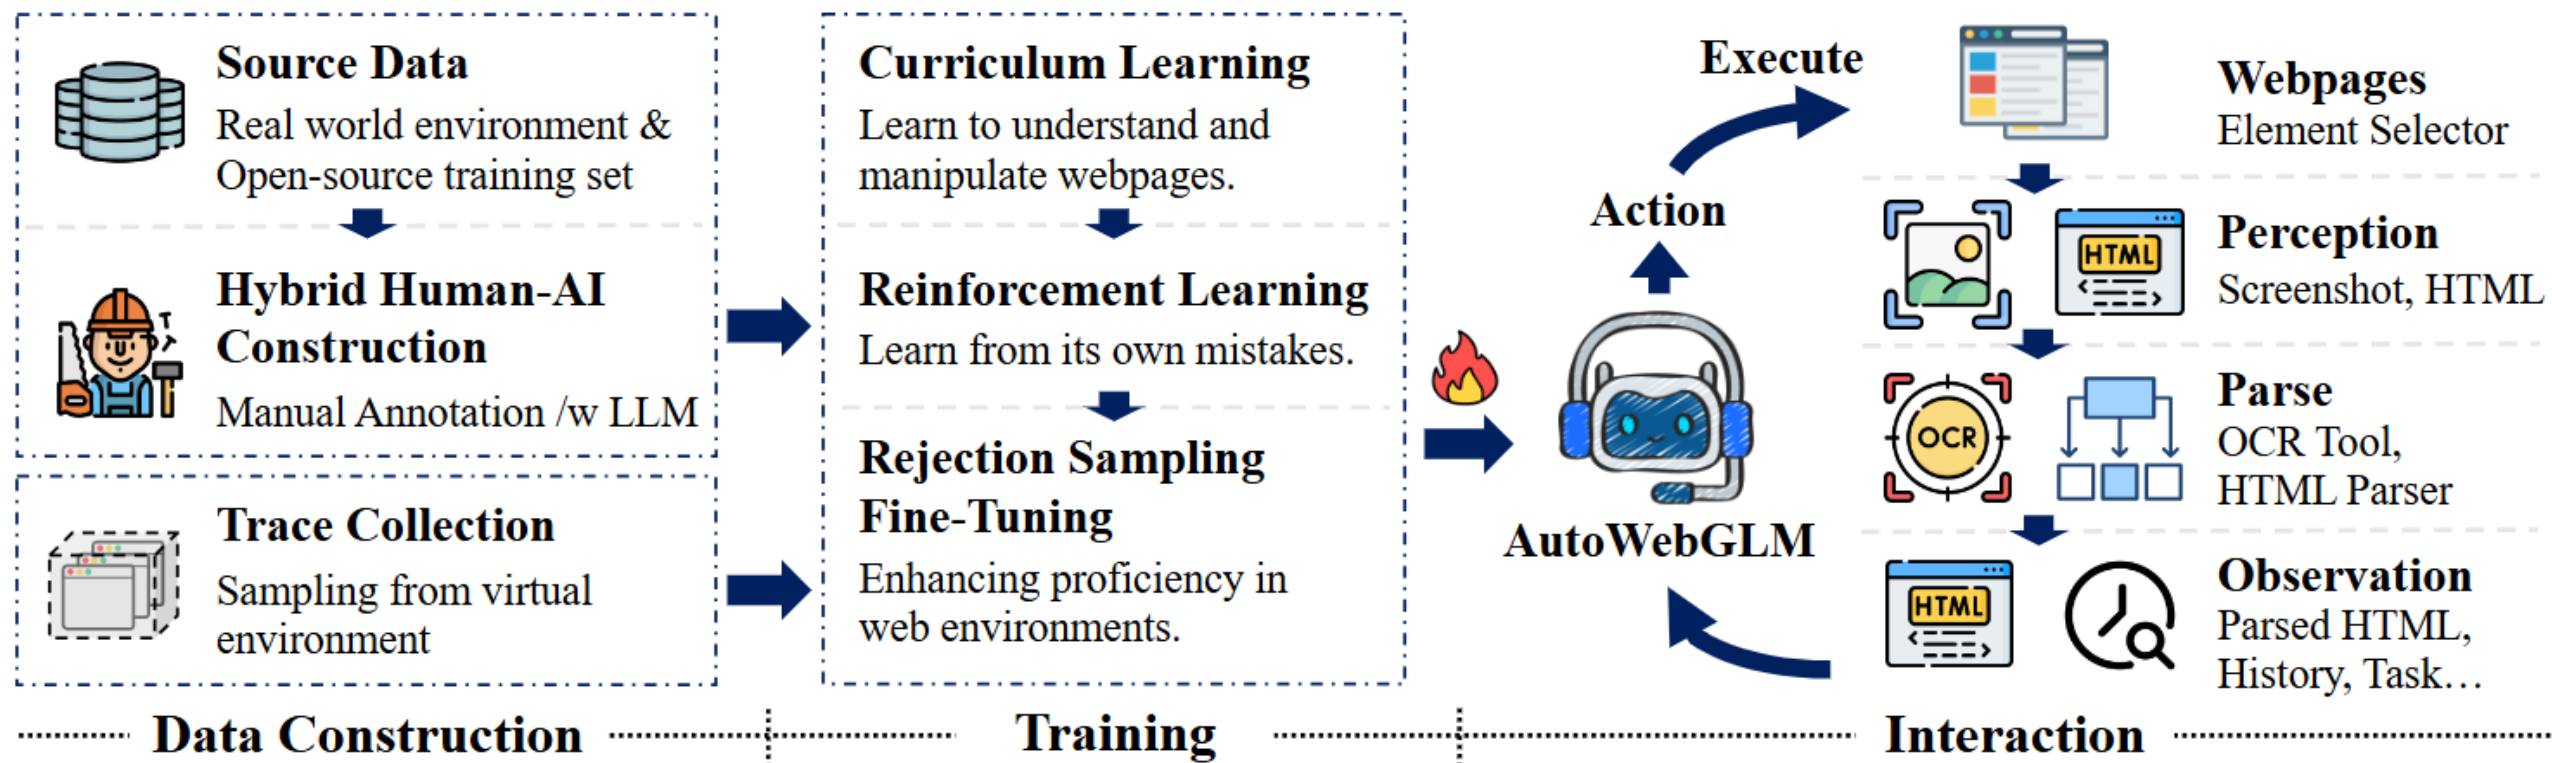 Source Data
Real world environment &
Open-source training set
Hybrid Human-AI
Construction
Manual Annotation /w LLM
Trace Collection
Sampling from virtual
environment
Data Construction
Curriculum Learning
Learn to understand and
manipulate webpages.
Reinforcement Learning
Learn from its own mistakes.
Rejection Sampling
Fine-Tuning
Enhancing proficiency in
web environments.
Training
Execute
Action
AutoWebGLM
Webpages
Element Selector
HTML
Perception
Screenshot, HTML
OCR
Parse
OCR Tool,
HTML Parser
HTML
Observation
Parsed HTML,
History, Task…
Interaction